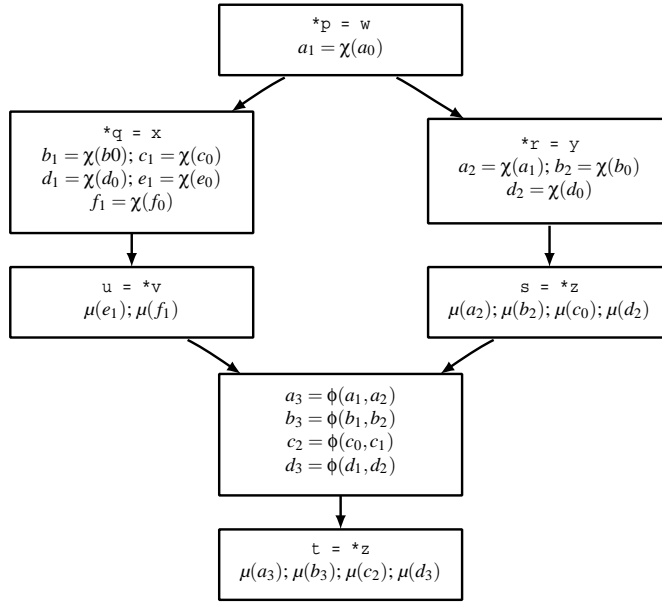 *p = w
a₁ = χ(a₀)
*q = x
b₁ = χ(b0); c₁ = χ(c₀)
d₁ = χ(d₀); e₁ = χ(e₀)
f₁ = χ(f₀)
*r = y
a₂ = χ(a₁); b₂ = χ(b₀)
d₂ = χ(d₀)
u = *v
μ(e₁); μ(f₁)
s = *z
μ(a₂); μ(b₂); μ(c₀); μ(d₂)
a₃ = ϕ(a₁,a₂)
b₃ = ϕ(b₁,b₂)
c₂ = ϕ(c₀,c₁)
d₃ = ϕ(d₁,d₂)
t = *z
μ(a₃); μ(b₃); μ(c₂); μ(d₃)